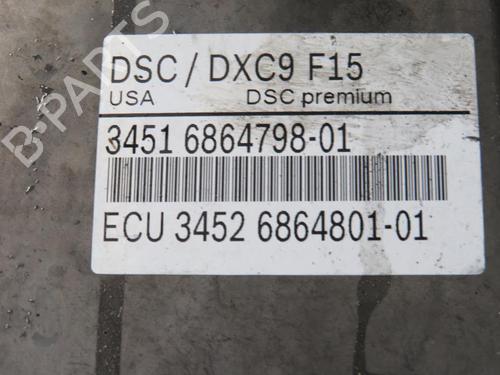 DSC / DXC9 F15
USA DSC premium
3451 6864798-01
ECU 3452 6864801-01
B-PARTS